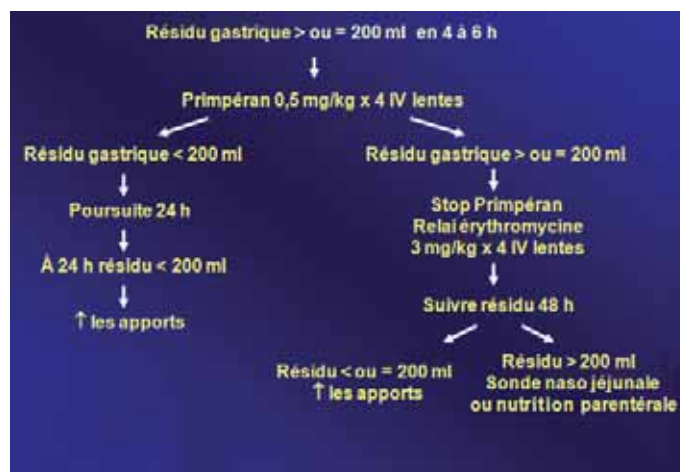 Résidu gastrique > ou = 200 ml en 4 à 6 h
Primpéran 0,5 mg/kg x 4 IV lentes
Résidu gastrique < 200 ml
Poursuite 24 h
À 24 h résidu < 200 ml
↑ les apports
Résidu gastrique > ou = 200 ml
Stop Primpéran
Relai érythromycine
3 mg/kg x 4 IV lentes
Suivre résidu 48 h
Résidu < ou = 200 ml
↑ les apports
Résidu > 200 ml
Sonde naso jéjunale
ou nutrition parentérale